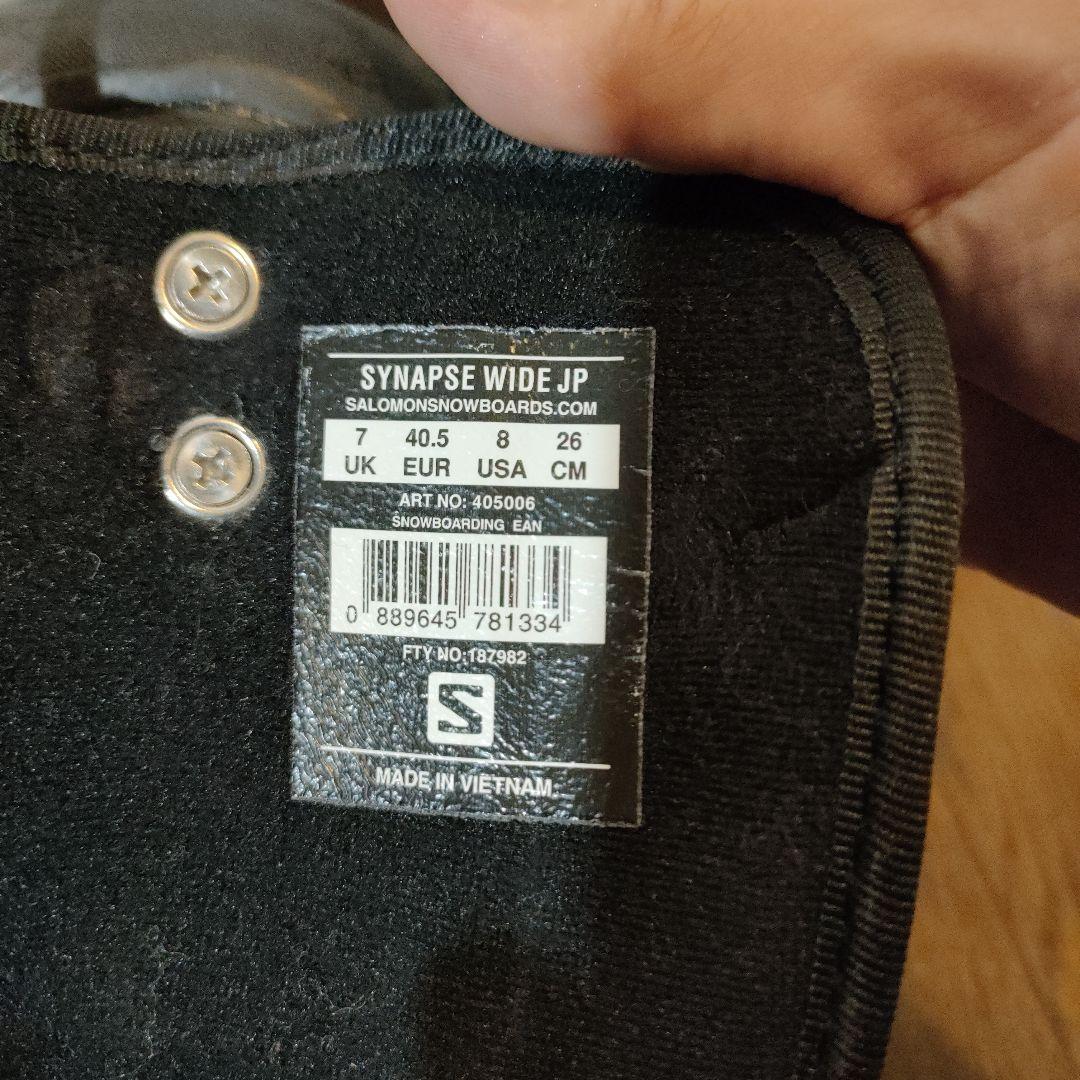 SYNAPSE WIDE JP
SALOMONSNOWBOARDS.COM
7 40.5 8 26
UK EUR USA CM
ART NO: 405006
SNOWBOARDING EAN
0 889645 781334
FTY NO:187982
S
MADE IN VIETNAM